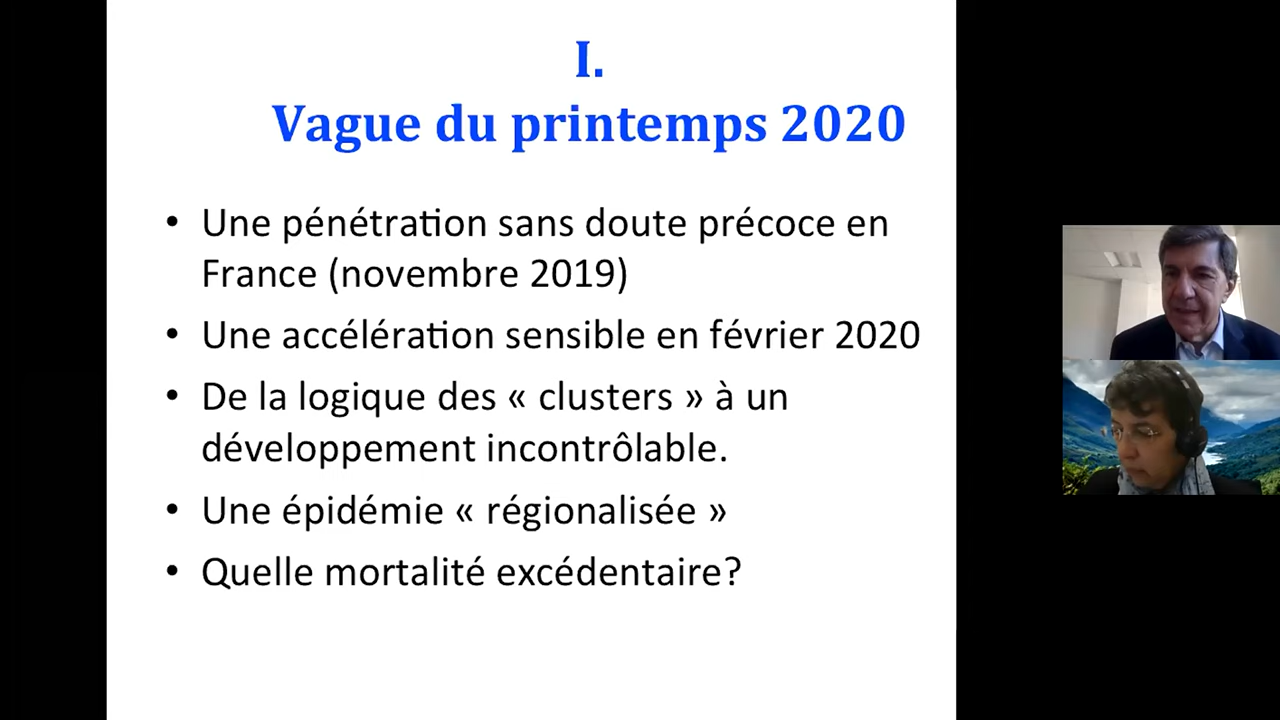 I.
Vague du printemps 2020
• Une pénétration sans doute précoce en
France (novembre 2019)
• Une accélération sensible en février 2020
• De la logique des « clusters » à un
développement incontrôlable.
• Une épidémie « régionalisée »
• Quelle mortalité excédentaire?